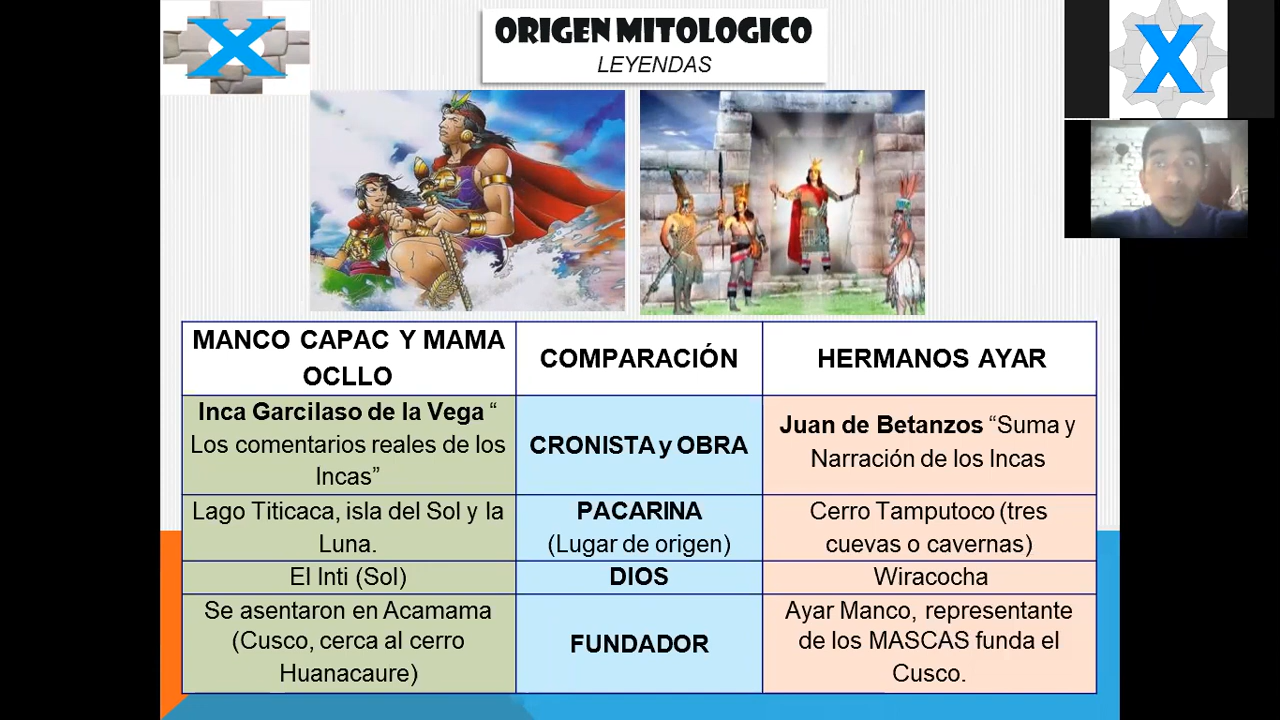 ORIGEN MITOLOGICO
LEYENDAS
X
X
MANCO CAPAC Y MAMA
OCLLO
COMPARACIÓN
HERMANOS AYAR
Inca Garcilaso de la Vega “
Los comentarios reales de los
Incas”
CRONISTA y OBRA
Juan de Betanzos “Suma y
Narración de los Incas
Lago Titicaca, isla del Sol y la
Luna.
PACARINA
(Lugar de origen)
Cerro Tamputoco (tres
cuevas o cavernas)
El Inti (Sol)
DIOS
Wiracocha
Se asentaron en Acamama
(Cusco, cerca al cerro
Huanacaure)
FUNDADOR
Ayar Manco, representante
de los MASCAS funda el
Cusco.